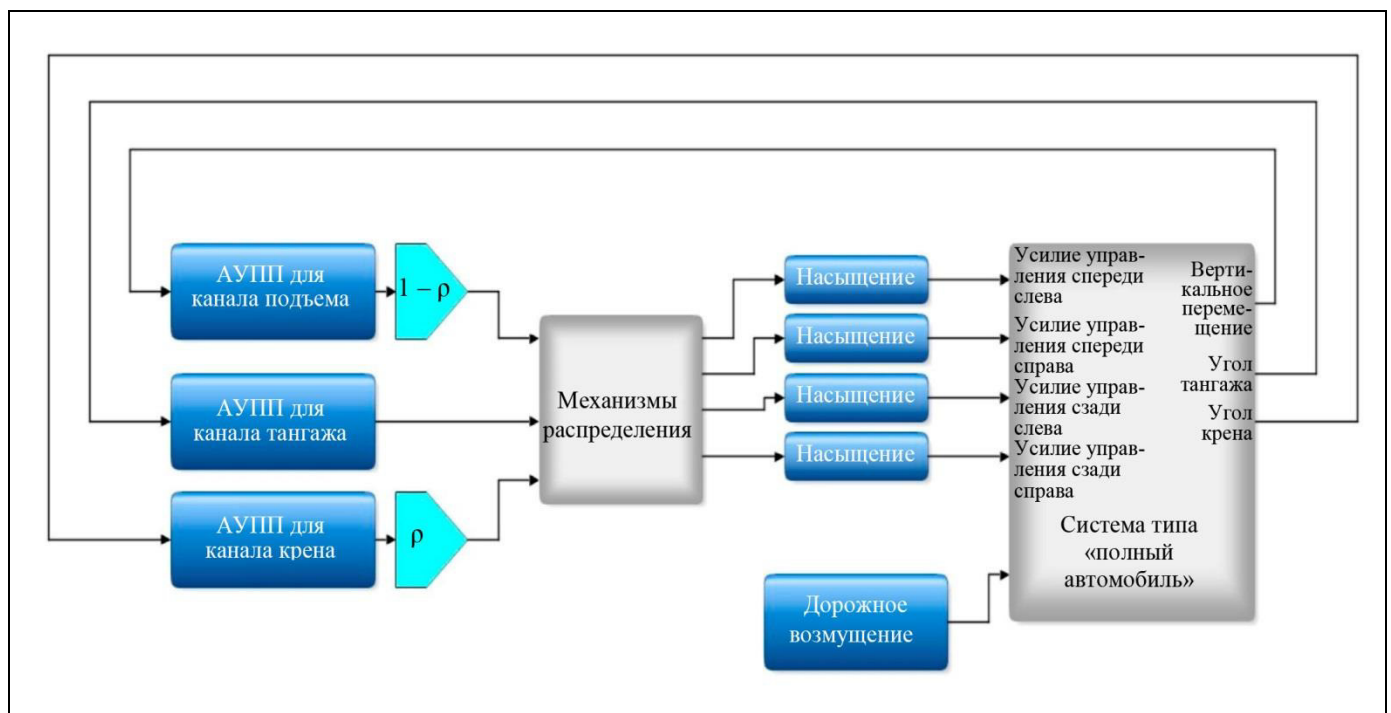 АУПП для
канала подъема
1 – ρ
АУПП для
канала тангажа
АУПП для
канала крена
ρ
Механизмы
распределения
Насыщение
Насыщение
Насыщение
Насыщение
Усилие управ-
ления спереди
слева
Усилие управ-
ления спереди
справа
Усилие управ-
ления сзади
слева
Усилие управ-
ления сзади
справа
Верти-
кальное
переме-
щение
Угол
тангажа
Угол
крена
Система типа
«полный
автомобиль»
Дорожное
возмущение